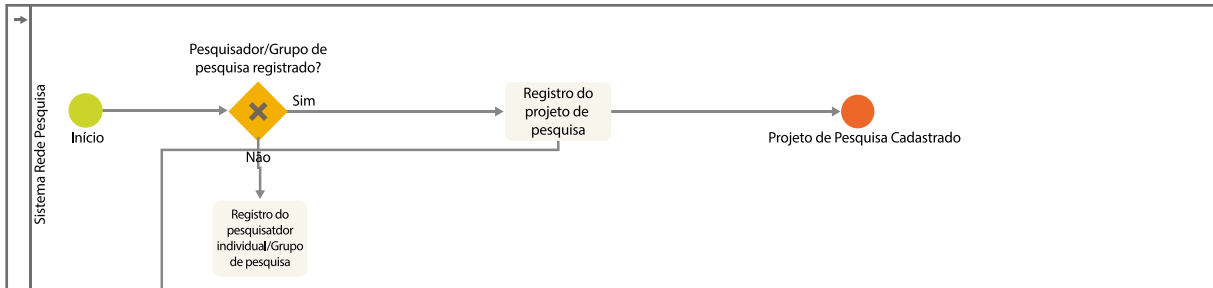 Sistema Rede Pesquisa
Início
Pesquisador/Grupo de
pesquisa registrado?
Sim
Não
Registro do
pesquisatdor
individual/Grupo
de pesquisa
Registro do
projeto de
pesquisa
Projeto de Pesquisa Cadastrado